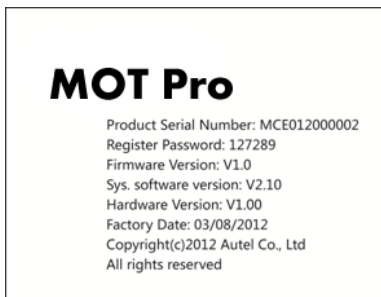 MOT Pro
Product Serial Number: MCE012000002
Register Password: 127289
Firmware Version: V1.0
Sys. software version: V2.10
Hardware Version: V1.00
Factory Date: 03/08/2012
Copyright(c)2012 Autel Co., Ltd
All rights reserved